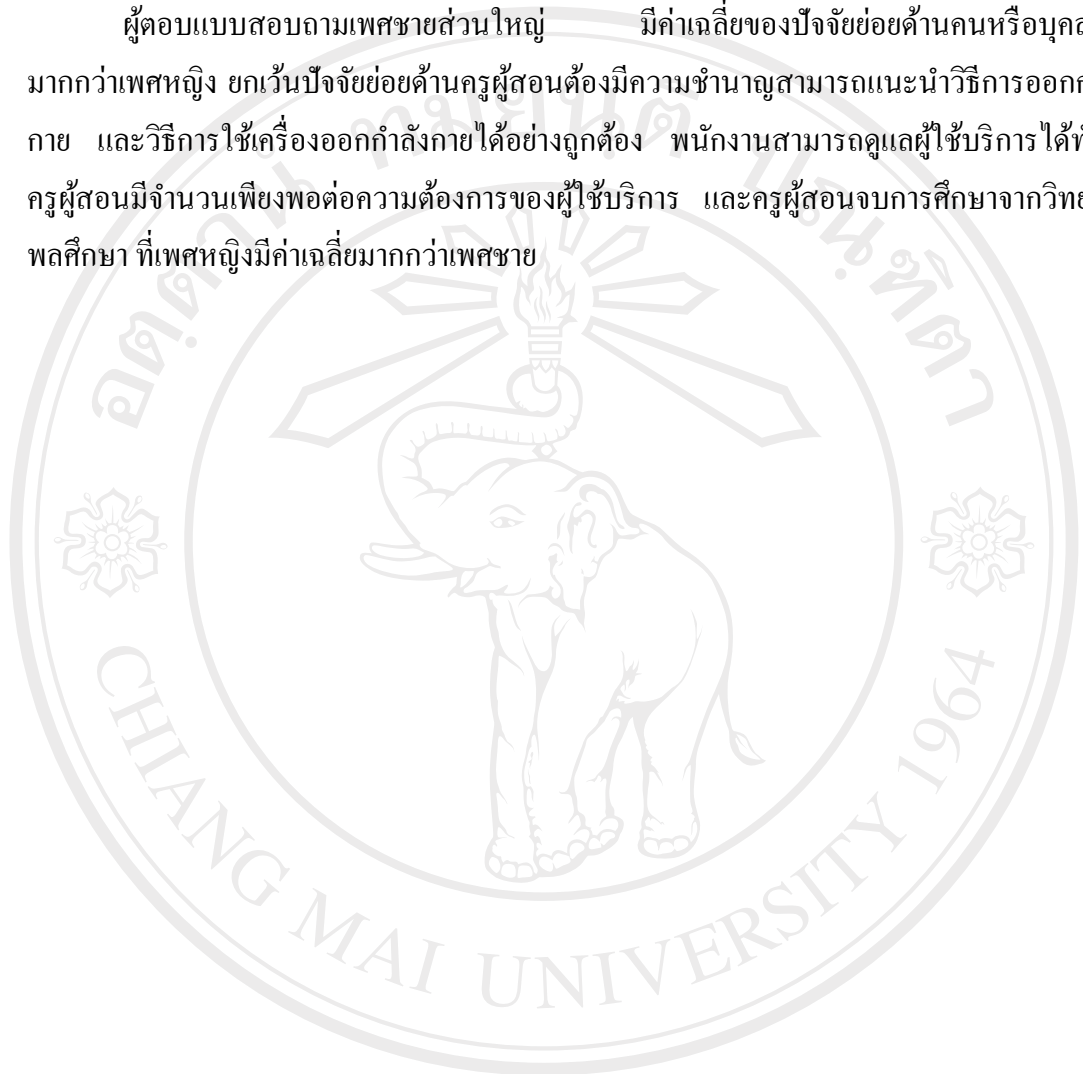 ผู้ตอบแบบสอบถามเพศชายส่วนใหญ่ มีค่าเฉลี่ยของปัจจัยย่อยด้านคนหรือ
มากกว่าเพศหญิง ยกเว้นปัจจัยย่อยด้านครูผู้สอนต้องมีความชำนาญสามารถแนะนำวิธีการ
กาย และวิธีการใช้เครื่องออกกำลังกายได้อย่างถูกต้อง พนักงานสามารถดูแลผู้ใช้บริการได้
ครูผู้สอนมีจำนวนเพียงพอต่อความต้องการของผู้ใช้บริการ และครูผู้สอนจบการศึกษาจาก
พลศึกษา ที่เพศหญิงมีค่าเฉลี่ยมากกว่าเพศชาย
อตฺตานํ ทมยนฺติ ปณฺฑิตา
CHIANG MAI UNIVERSITY 1964